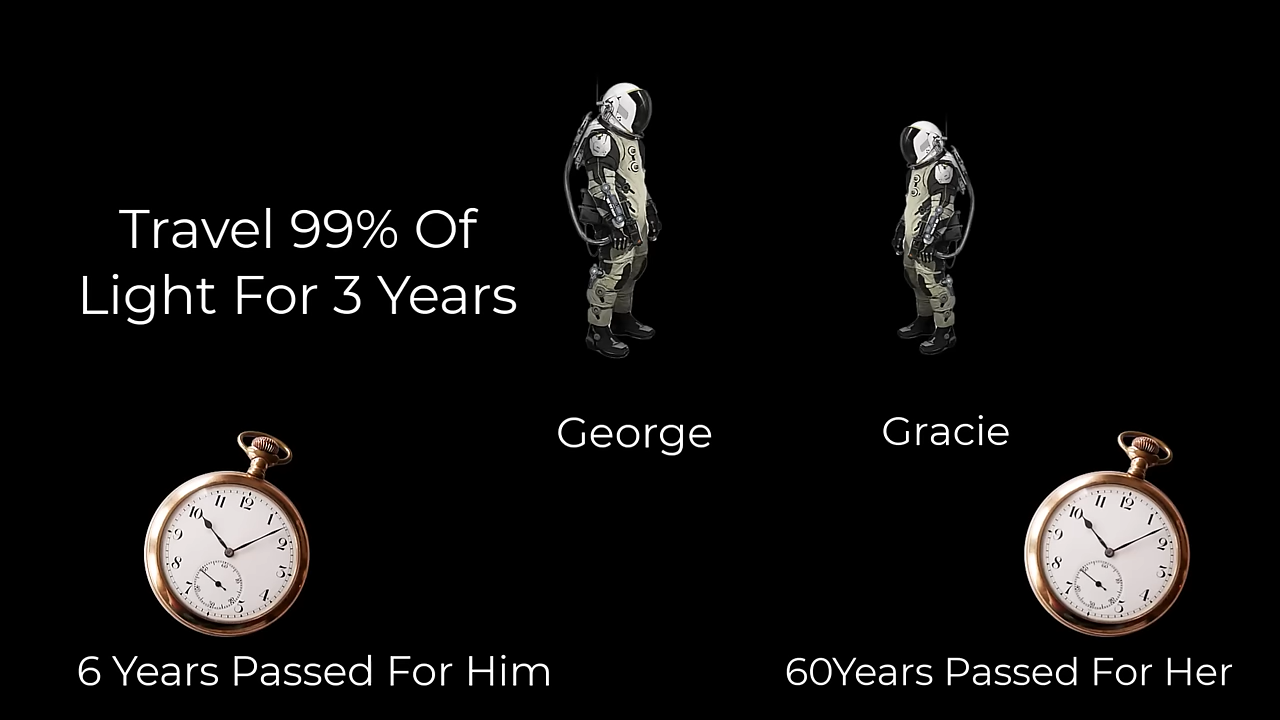 Travel 99% Of
Light For 3 Years
George
Gracie
6 Years Passed For Him
60Years Passed For Her